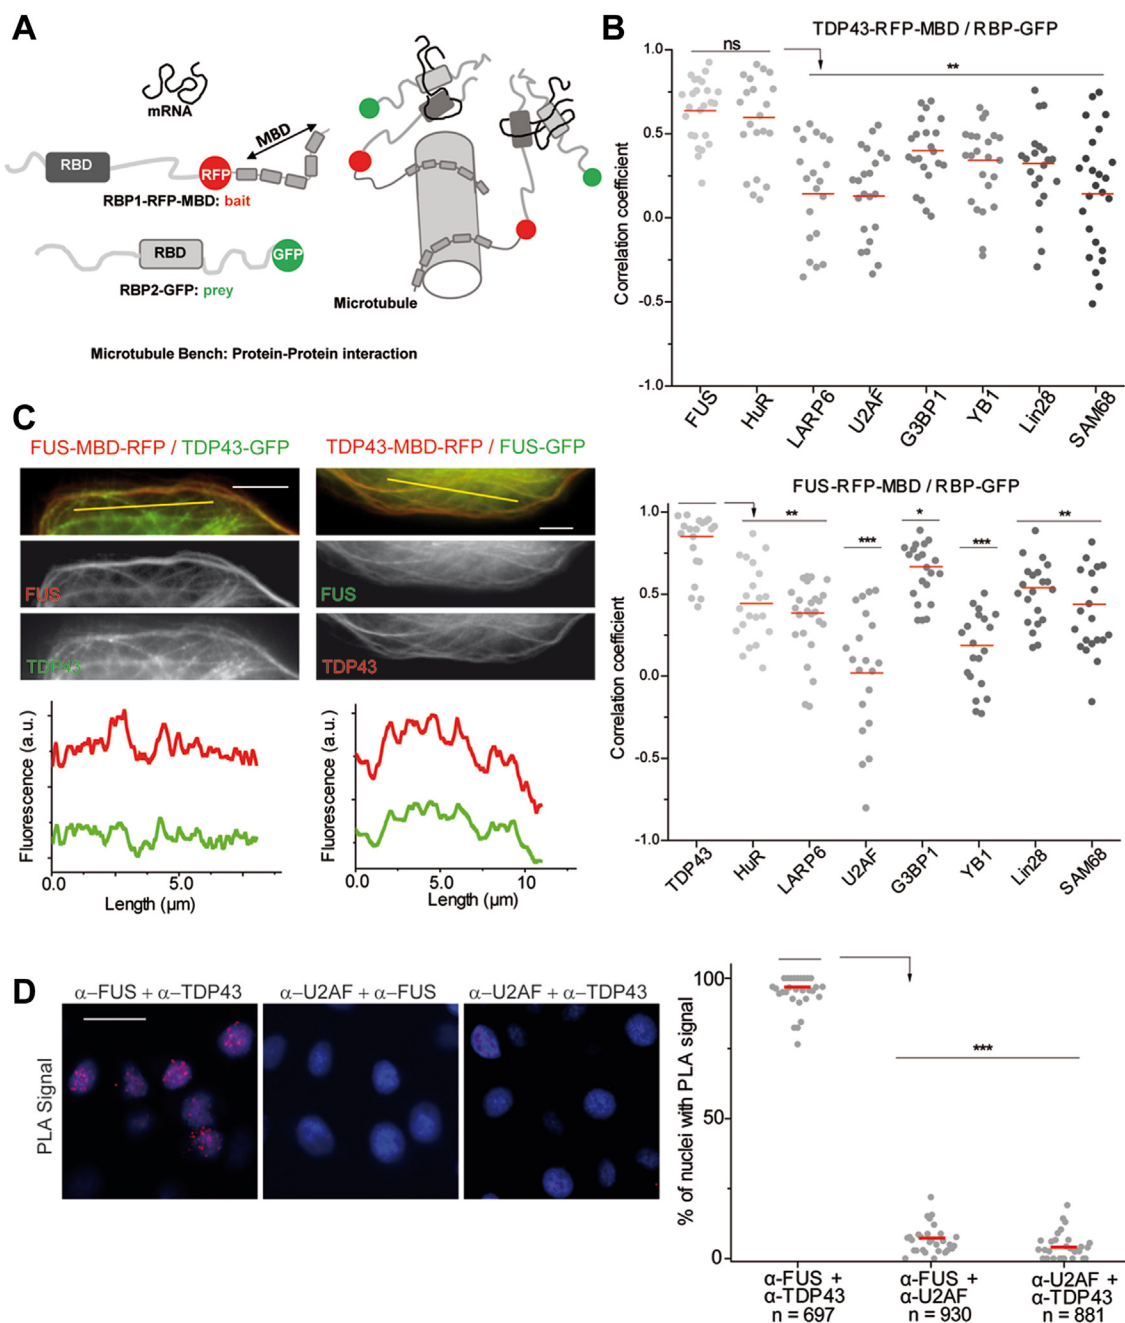 A
mRNA
MBD
RBD
RFP
RBP1-RFP-MBD: bait
RBD
GFP
RBP2-GFP: prey
Microtubule
Microtubule Bench: Protein-Protein interaction
B
TDP43-RFP-MBD / RBP-GFP
ns
**
Correlation coefficient
1.0
0.5
0.0
-0.5
-1.0
FUS
HuR
LARP6
U2AF
G3BP1
YB1
Lin28
SAM68
FUS-RFP-MBD / RBP-GFP
**
***
*
***
**
Correlation coefficient
1.0
0.5
0.0
-0.5
-1.0
TDP43
HuR
LARP6
U2AF
G3BP1
YB1
Lin28
SAM68
C
FUS-MBD-RFP / TDP43-GFP
FUS
TDP43
Fluorescence (a.u.)
0.0 5.0
Length (µm)
TDP43-MBD-RFP / FUS-GFP
FUS
TDP43
Fluorescence (a.u.)
0.0 5.0 10
Length (µm)
D
α-FUS + α-TDP43
α-U2AF + α-FUS
α-U2AF + α-TDP43
PLA Signal
% of nuclei with PLA signal
100
50
0
***
α-FUS +
α-TDP43
n = 697
α-FUS +
α-U2AF
n = 930
α-U2AF +
α-TDP43
n = 881